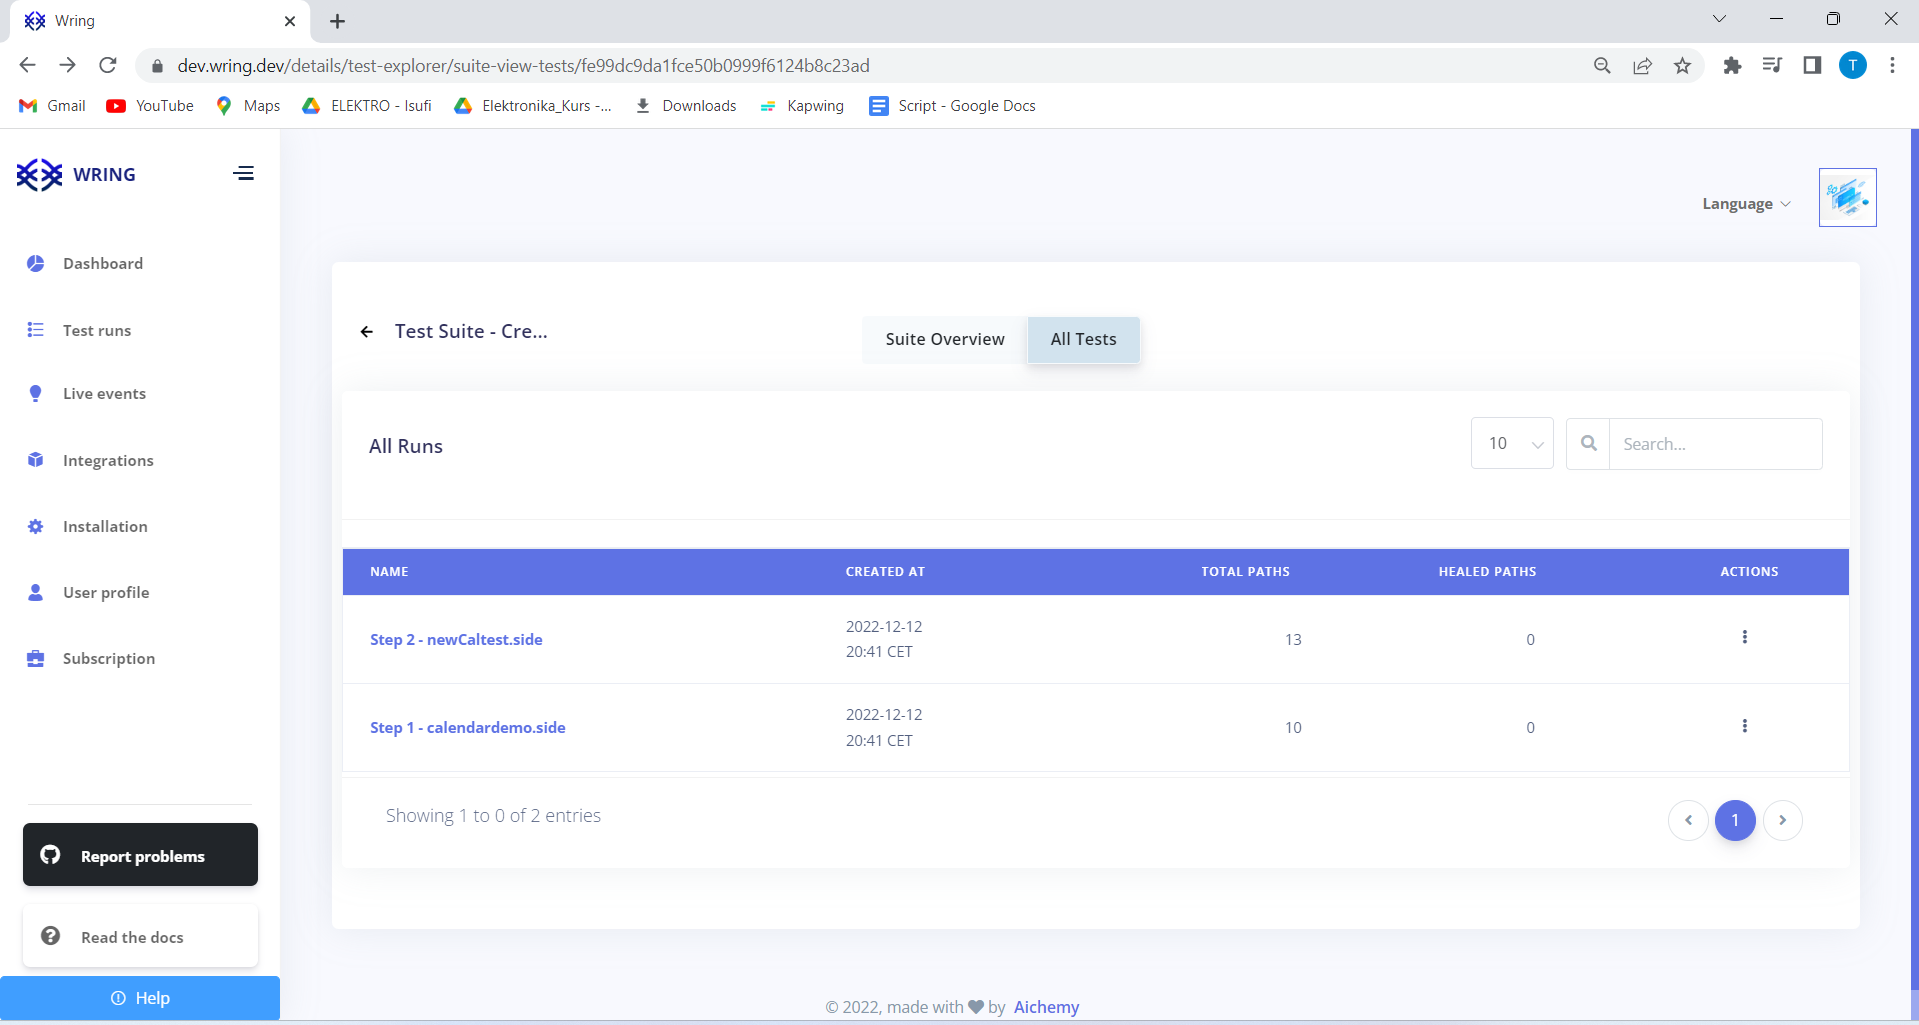 Wring
dev.wring.dev/details/test-explorer/suite-view-tests/fe99dc9da1fce50b0999f6124b8c23ad
T
Gmail YouTube Maps ELEKTRO - Isufi Elektronika_Kurs -... Downloads Kapwing Script - Google Docs
WRING
Dashboard
Test runs
Live events
Integrations
Installation
User profile
Subscription
Report problems
Read the docs
Help
Language
Test Suite - Cre...
Suite Overview All Tests
All Runs
10 Search...
NAME CREATED AT TOTAL PATHS HEALED PATHS ACTIONS
Step 2 - newCaltest.side 2022-12-12 20:41 CET 13 0
Step 1 - calendardemo.side 2022-12-12 20:41 CET 10 0
Showing 1 to 0 of 2 entries
1
© 2022, made with by Aichemy